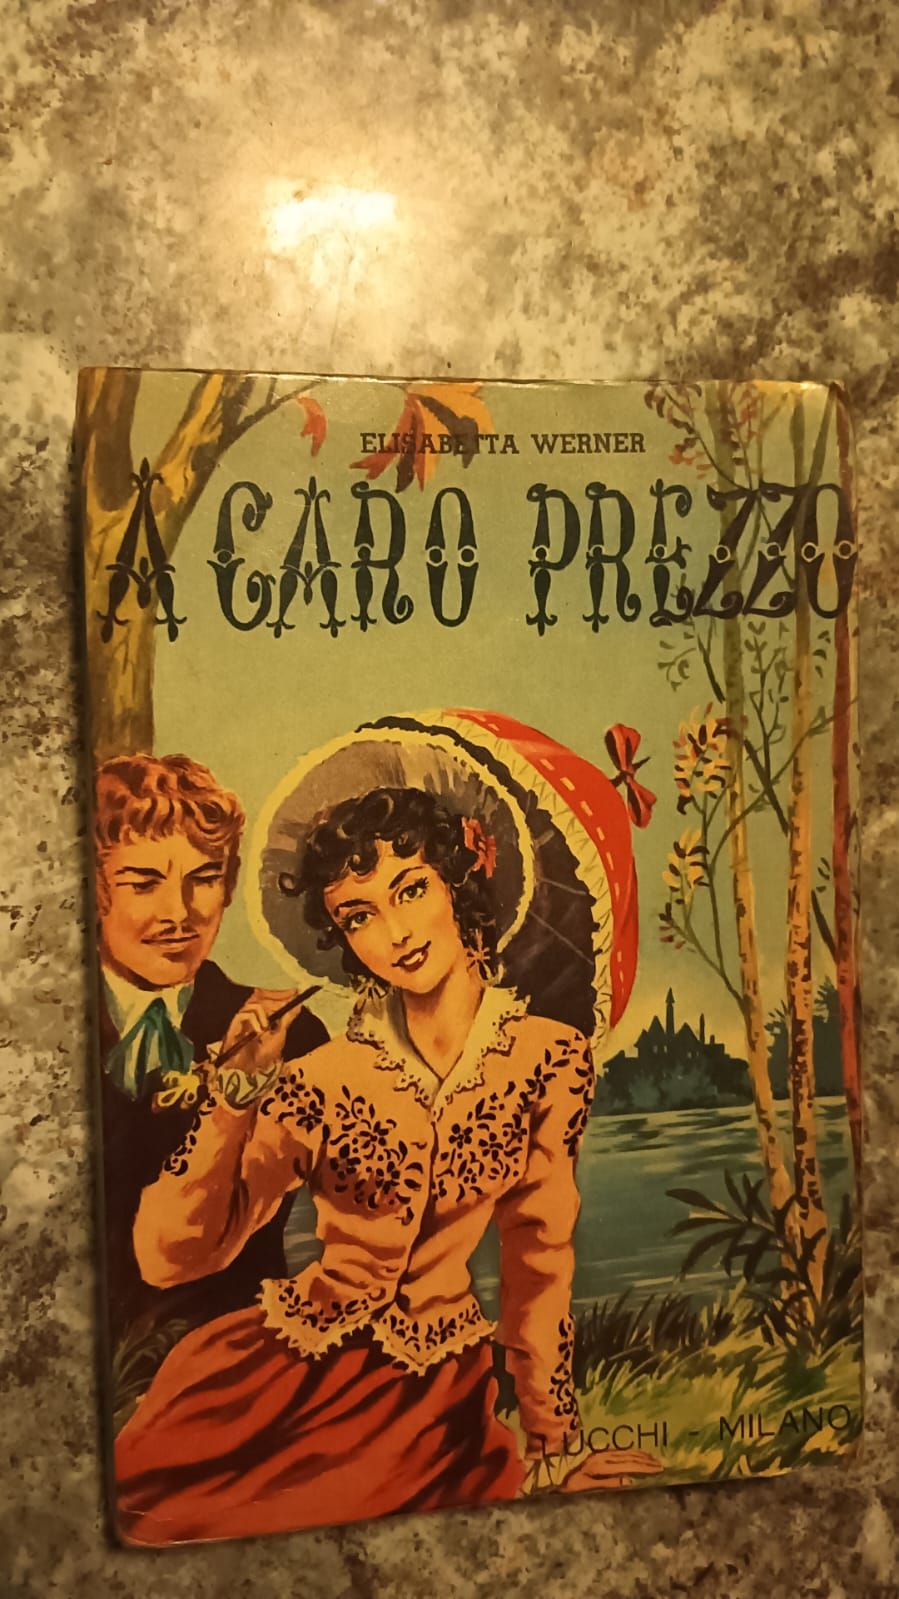 ELISABETTA WERNER
A CARO PREZZO
LUCCHI - MILANO